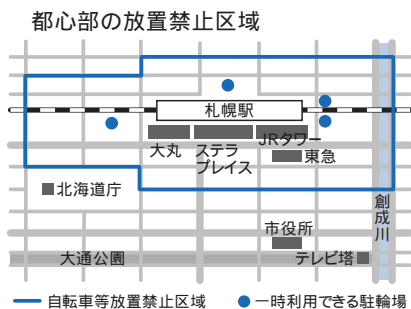 都心部の放置禁止区域
札幌駅
大丸
ステラ
プレイス
JRタワー
東急
北海道庁
創成川
市役所
大通公園
テレビ塔
自転車等放置禁止区域
一時利用できる駐輪場